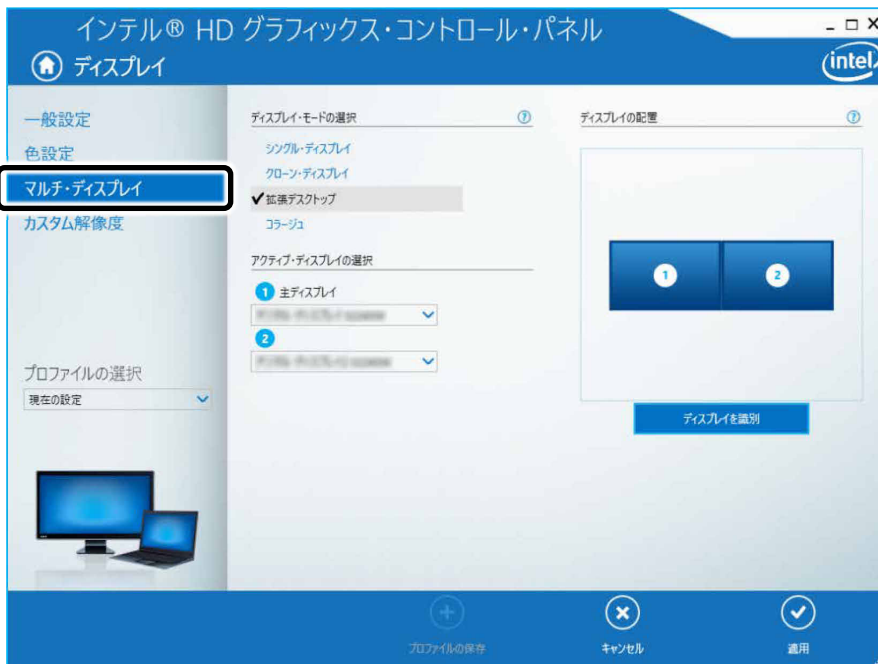 インテル® HD グラフィックス・コントロール・パネル
ディスプレイ
intel
一般設定
色設定
マルチ・ディスプレイ
カスタム解像度
プロファイルの選択
現在の設定
ディスプレイ・モードの選択
シングル・ディスプレイ
クローン・ディスプレイ
拡張デスクトップ
コラージュ
アクティブ・ディスプレイの選択
1 主ディスプレイ
2
ディスプレイの配置
1 2
ディスプレイを識別
プロファイルの保存
キャンセル
適用